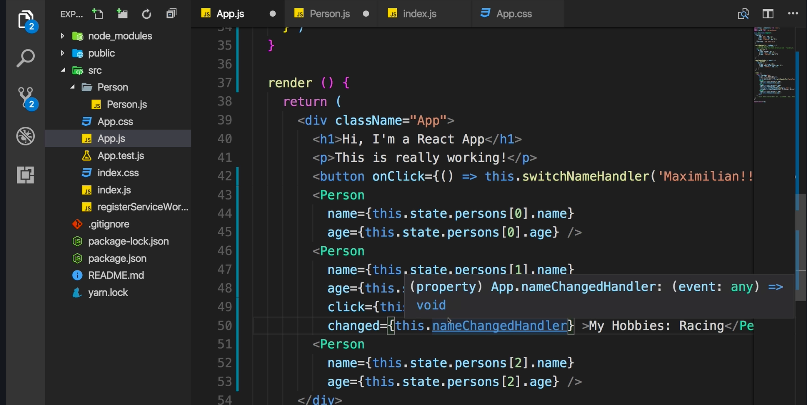 EXP...
App.js
Person.js
index.js
App.css
2
2
node_modules
public
src
Person
Person.js
App.css
App.js
App.test.js
index.css
index.js
registerServiceWor...
.gitignore
package-lock.json
package.json
README.md
yarn.lock
35 }
36
37 render () {
38 return (
39 <div className="App">
40 <h1>Hi, I'm a React App</h1>
41 <p>This is really working!</p>
42 <button onClick={() => this.switchNameHandler('Maximilian!!
43 <Person
44 name={this.state.persons[0].name}
45 age={this.state.persons[0].age} />
46 <Person
47 name={this.state.persons[1].name}
48 age={this.
(property) App.nameChangedHandler: (event: any) =>
void
49 click={this
50 changed={this.nameChangedHandler} >My Hobbies: Racing</Pe
51 <Person
52 name={this.state.persons[2].name}
53 age={this.state.persons[2].age} />
54 </div>